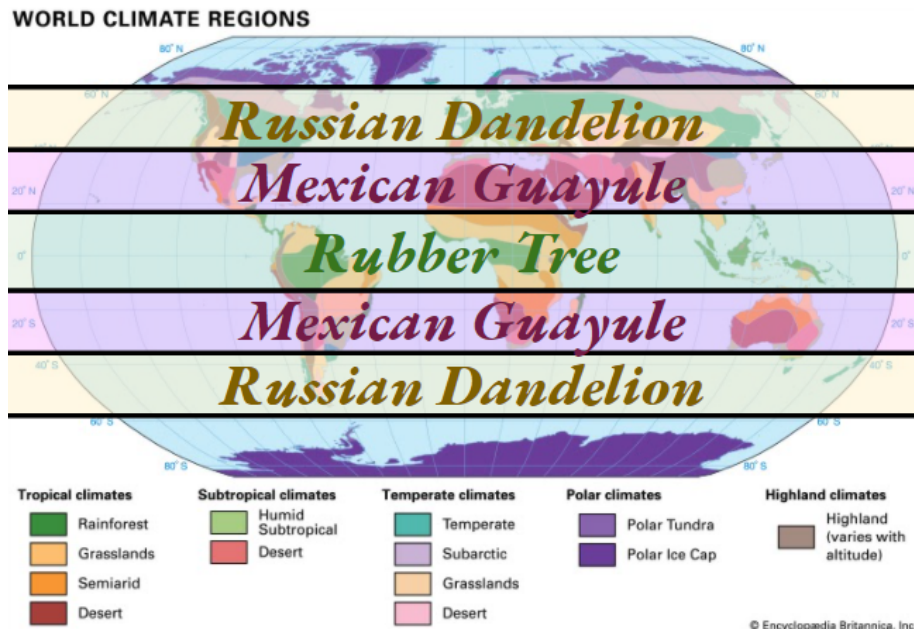 WORLD CLIMATE REGIONS
80° N 80° N
60° N 60° N
Russian Dandelion
Mexican Guayule
20° N 20° N
Rubber Tree
0° 0°
Mexican Guayule
20° S 20° S
Russian Dandelion
40° S 40° S
60° S 60° S
80° S 80° S
Tropical climates
Rainforest
Grasslands
Semiarid
Desert
Subtropical climates
Humid
Subtropical
Desert
Temperate climates
Temperate
Subarctic
Grasslands
Desert
Polar climates
Polar Tundra
Polar Ice Cap
Highland climates
Highland
(varies with
altitude)
© Encyclopædia Britannica, Inc